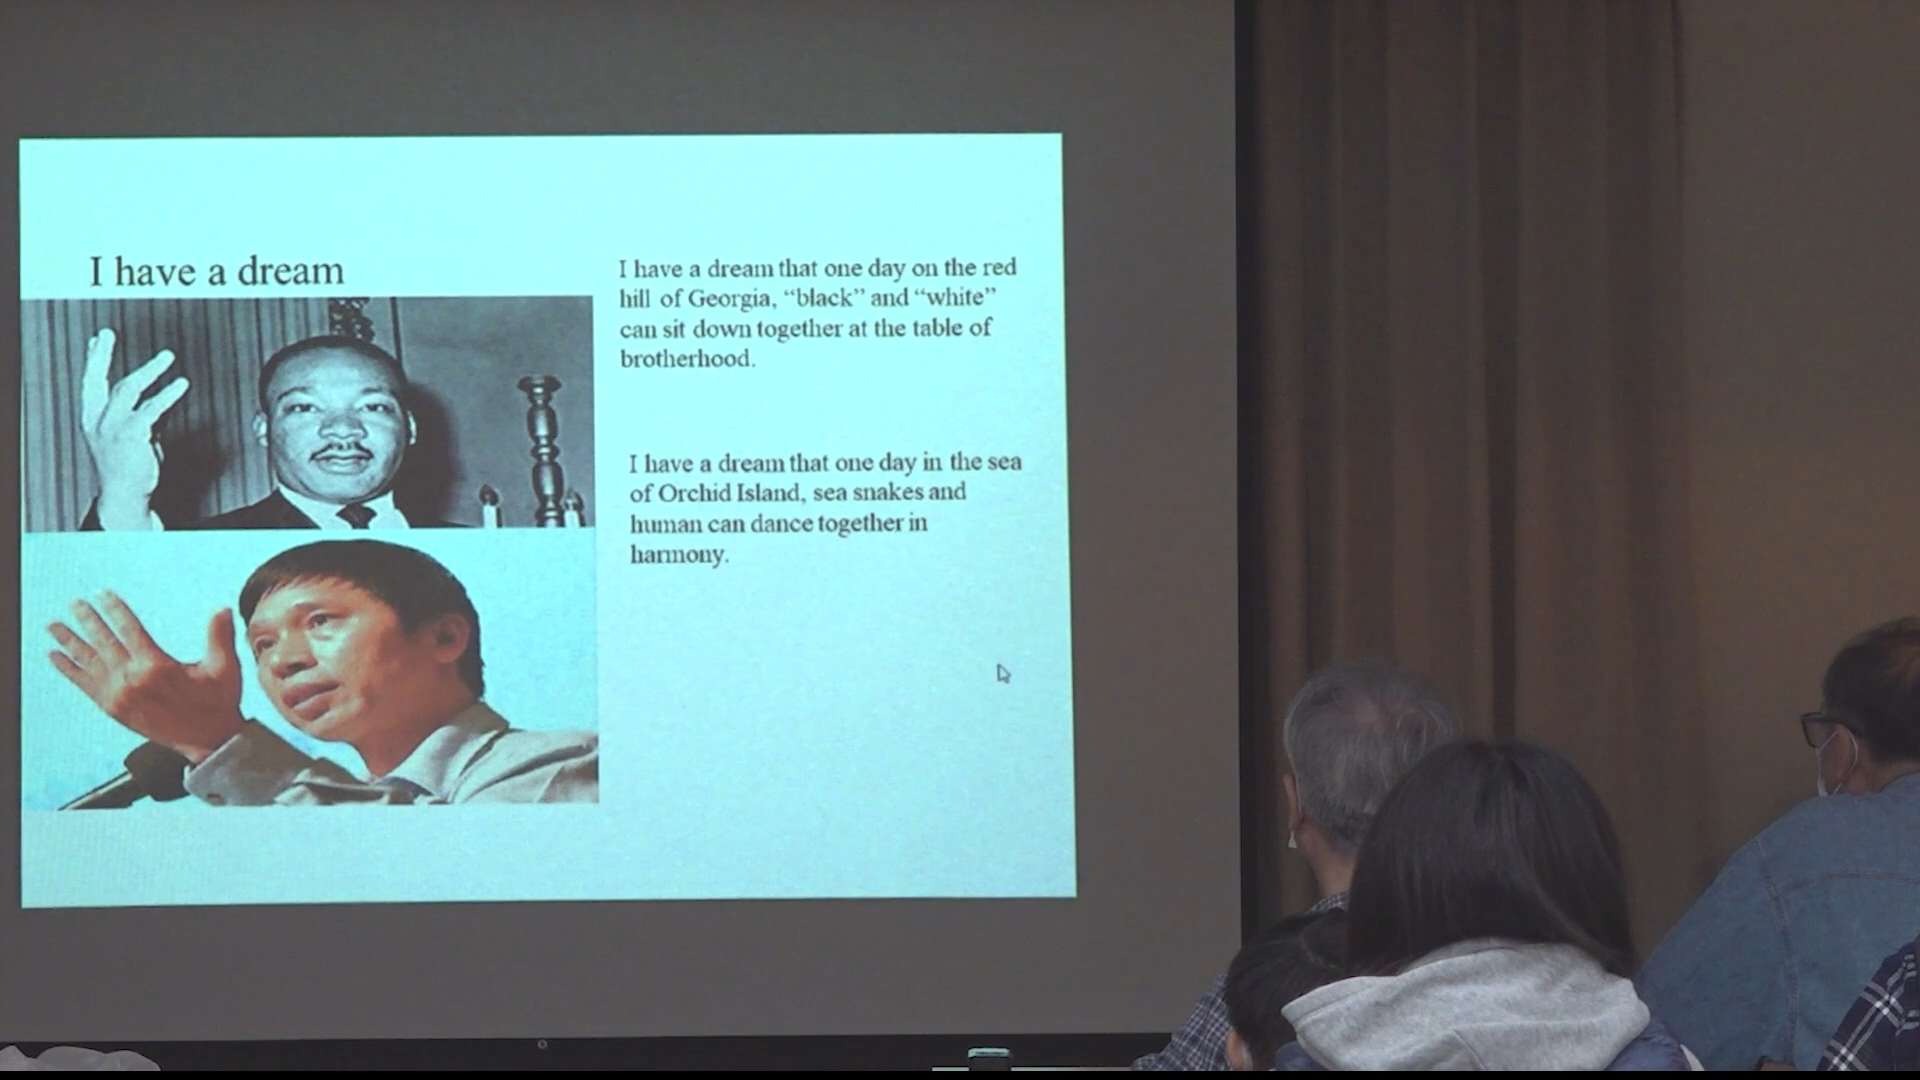 I have a dream
I have a dream that one day on the red
hill of Georgia, “black” and “white”
can sit down together at the table of
brotherhood.
I have a dream that one day in the sea
of Orchid Island, sea snakes and
human can dance together in
harmony.